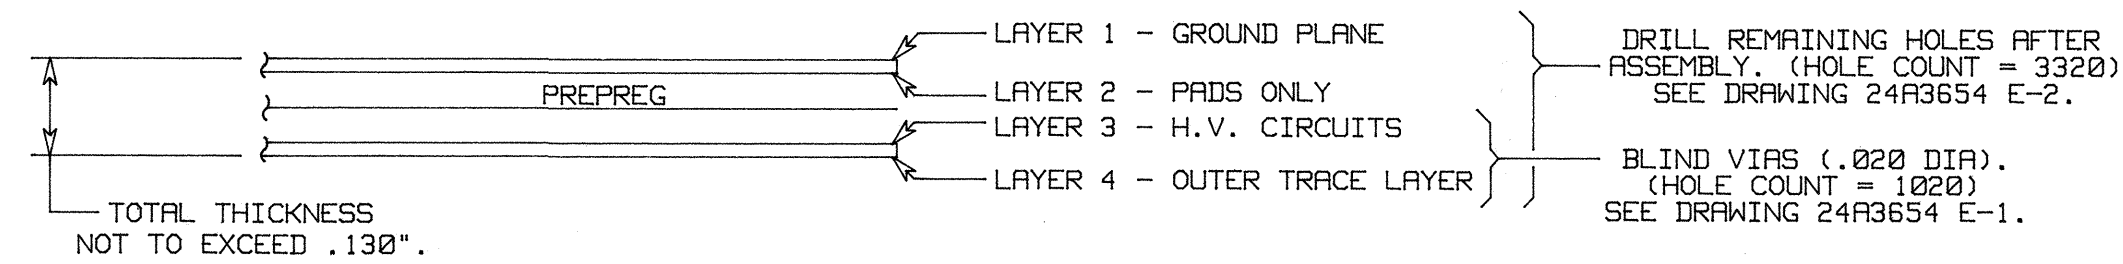 LAYER 1 - GROUND PLANE
PREPREG
LAYER 2 - PADS ONLY
LAYER 3 - H.V. CIRCUITS
LAYER 4 - OUTER TRACE LAYER
TOTAL THICKNESS
NOT TO EXCEED .130".
DRILL REMAINING HOLES AFTER
ASSEMBLY. (HOLE COUNT = 3320)
SEE DRAWING 24A3654 E-2.
BLIND VIAS (.020 DIA).
(HOLE COUNT = 1020)
SEE DRAWING 24A3654 E-1.